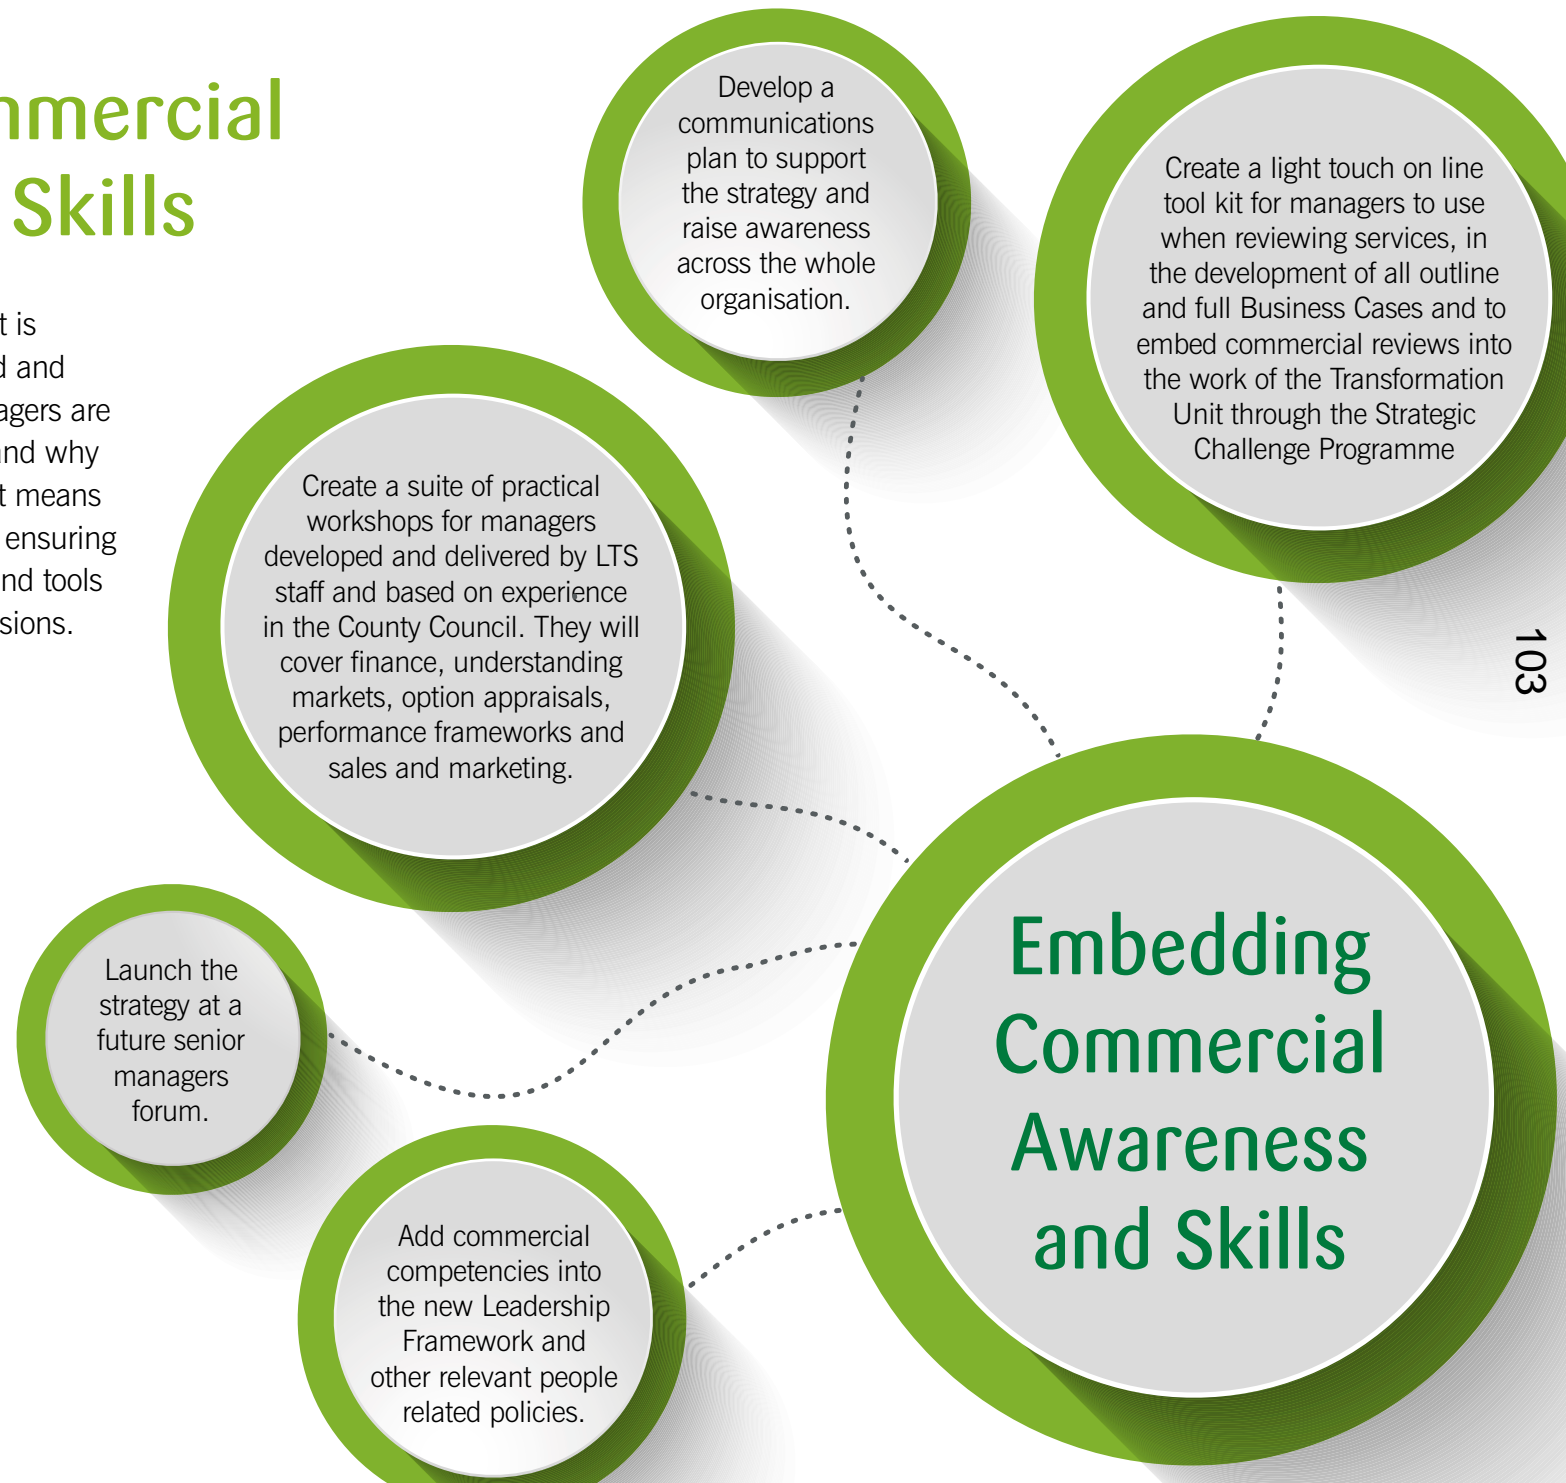 mmercial
Skills
t is
d and
agers are
and why
t means
ensuring
and tools
sions.
Develop a
communications
plan to support
the strategy and
raise awareness
across the whole
organisation.
Create a light touch on line
tool kit for managers to use
when reviewing services, in
the development of all outline
and full Business Cases and to
embed commercial reviews into
the work of the Transformation
Unit through the Strategic
Challenge Programme
Create a suite of practical
workshops for managers
developed and delivered by LTS
staff and based on experience
in the County Council. They will
cover finance, understanding
markets, option appraisals,
performance frameworks and
sales and marketing.
103
Launch the
strategy at a
future senior
managers
forum.
Embedding
Commercial
Awareness
and Skills
Add commercial
competencies into
the new Leadership
Framework and
other relevant people
related policies.